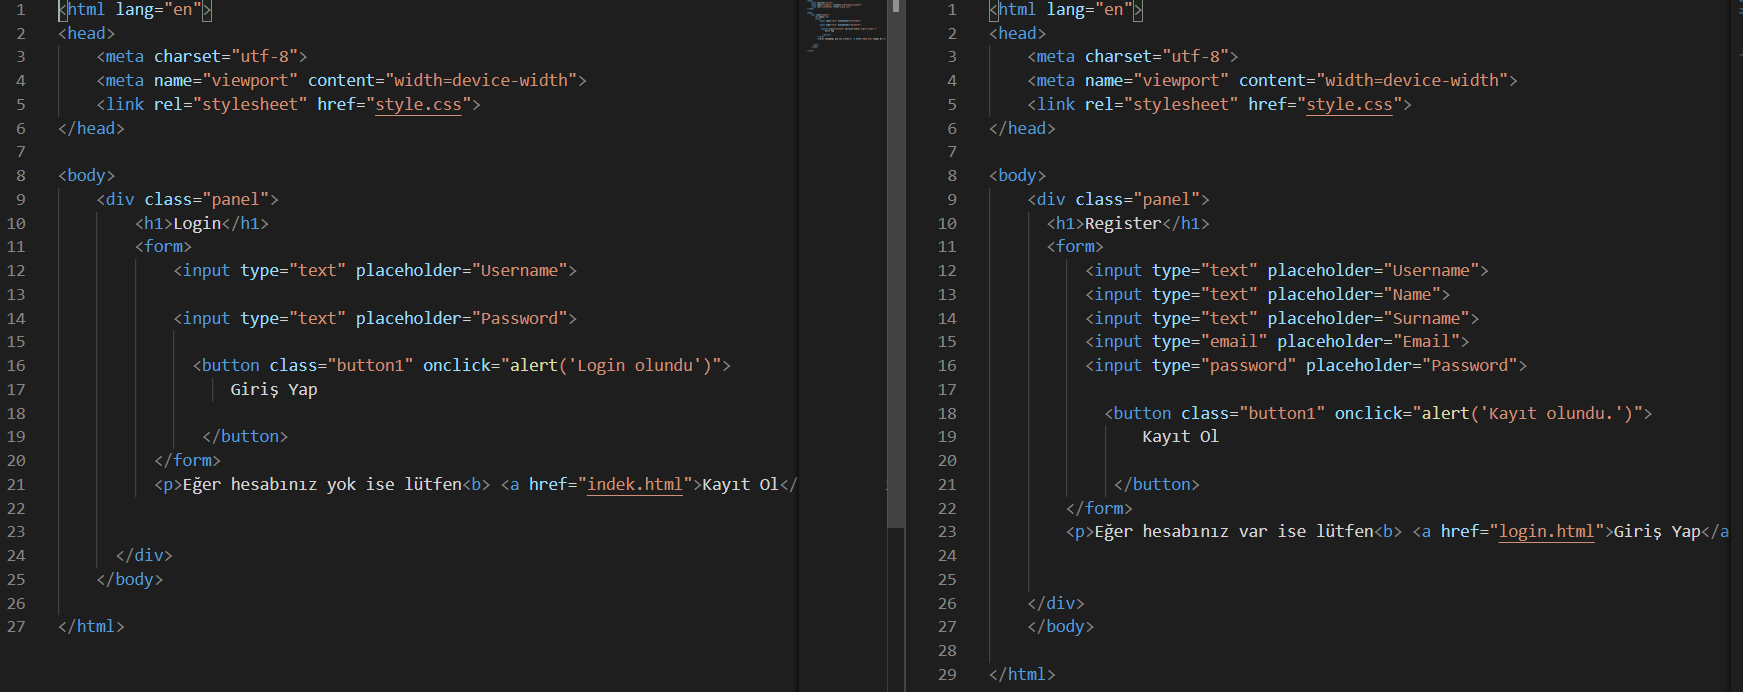 1 <html lang="en">
2 <head>
3 <meta charset="utf-8">
4 <meta name="viewport" content="width=device-width">
5 <link rel="stylesheet" href="style.css">
6 </head>
7
8 <body>
9 <div class="panel">
10 <h1>Login</h1>
11 <form>
12 <input type="text" placeholder="Username">
13
14 <input type="text" placeholder="Password">
15
16 <button class="button1" onclick="alert('Login olundu')">
17 Giriş Yap
18
19 </button>
20 </form>
21 <p>Eğer hesabınız yok ise lütfen<b> <a href="indek.html">Kayıt Ol</
22
23
24 </div>
25 </body>
26
27 </html>
1 <html lang="en">
2 <head>
3 <meta charset="utf-8">
4 <meta name="viewport" content="width=device-width">
5 <link rel="stylesheet" href="style.css">
6 </head>
7
8 <body>
9 <div class="panel">
10 <h1>Register</h1>
11 <form>
12 <input type="text" placeholder="Username">
13 <input type="text" placeholder="Name">
14 <input type="text" placeholder="Surname">
15 <input type="email" placeholder="Email">
16 <input type="password" placeholder="Password">
17
18 <button class="button1" onclick="alert('Kayıt olundu.')">
19 Kayıt Ol
20
21 </button>
22 </form>
23 <p>Eğer hesabınız var ise lütfen<b> <a href="login.html">Giriş Yap</a
24
25
26 </div>
27 </body>
28
29 </html>